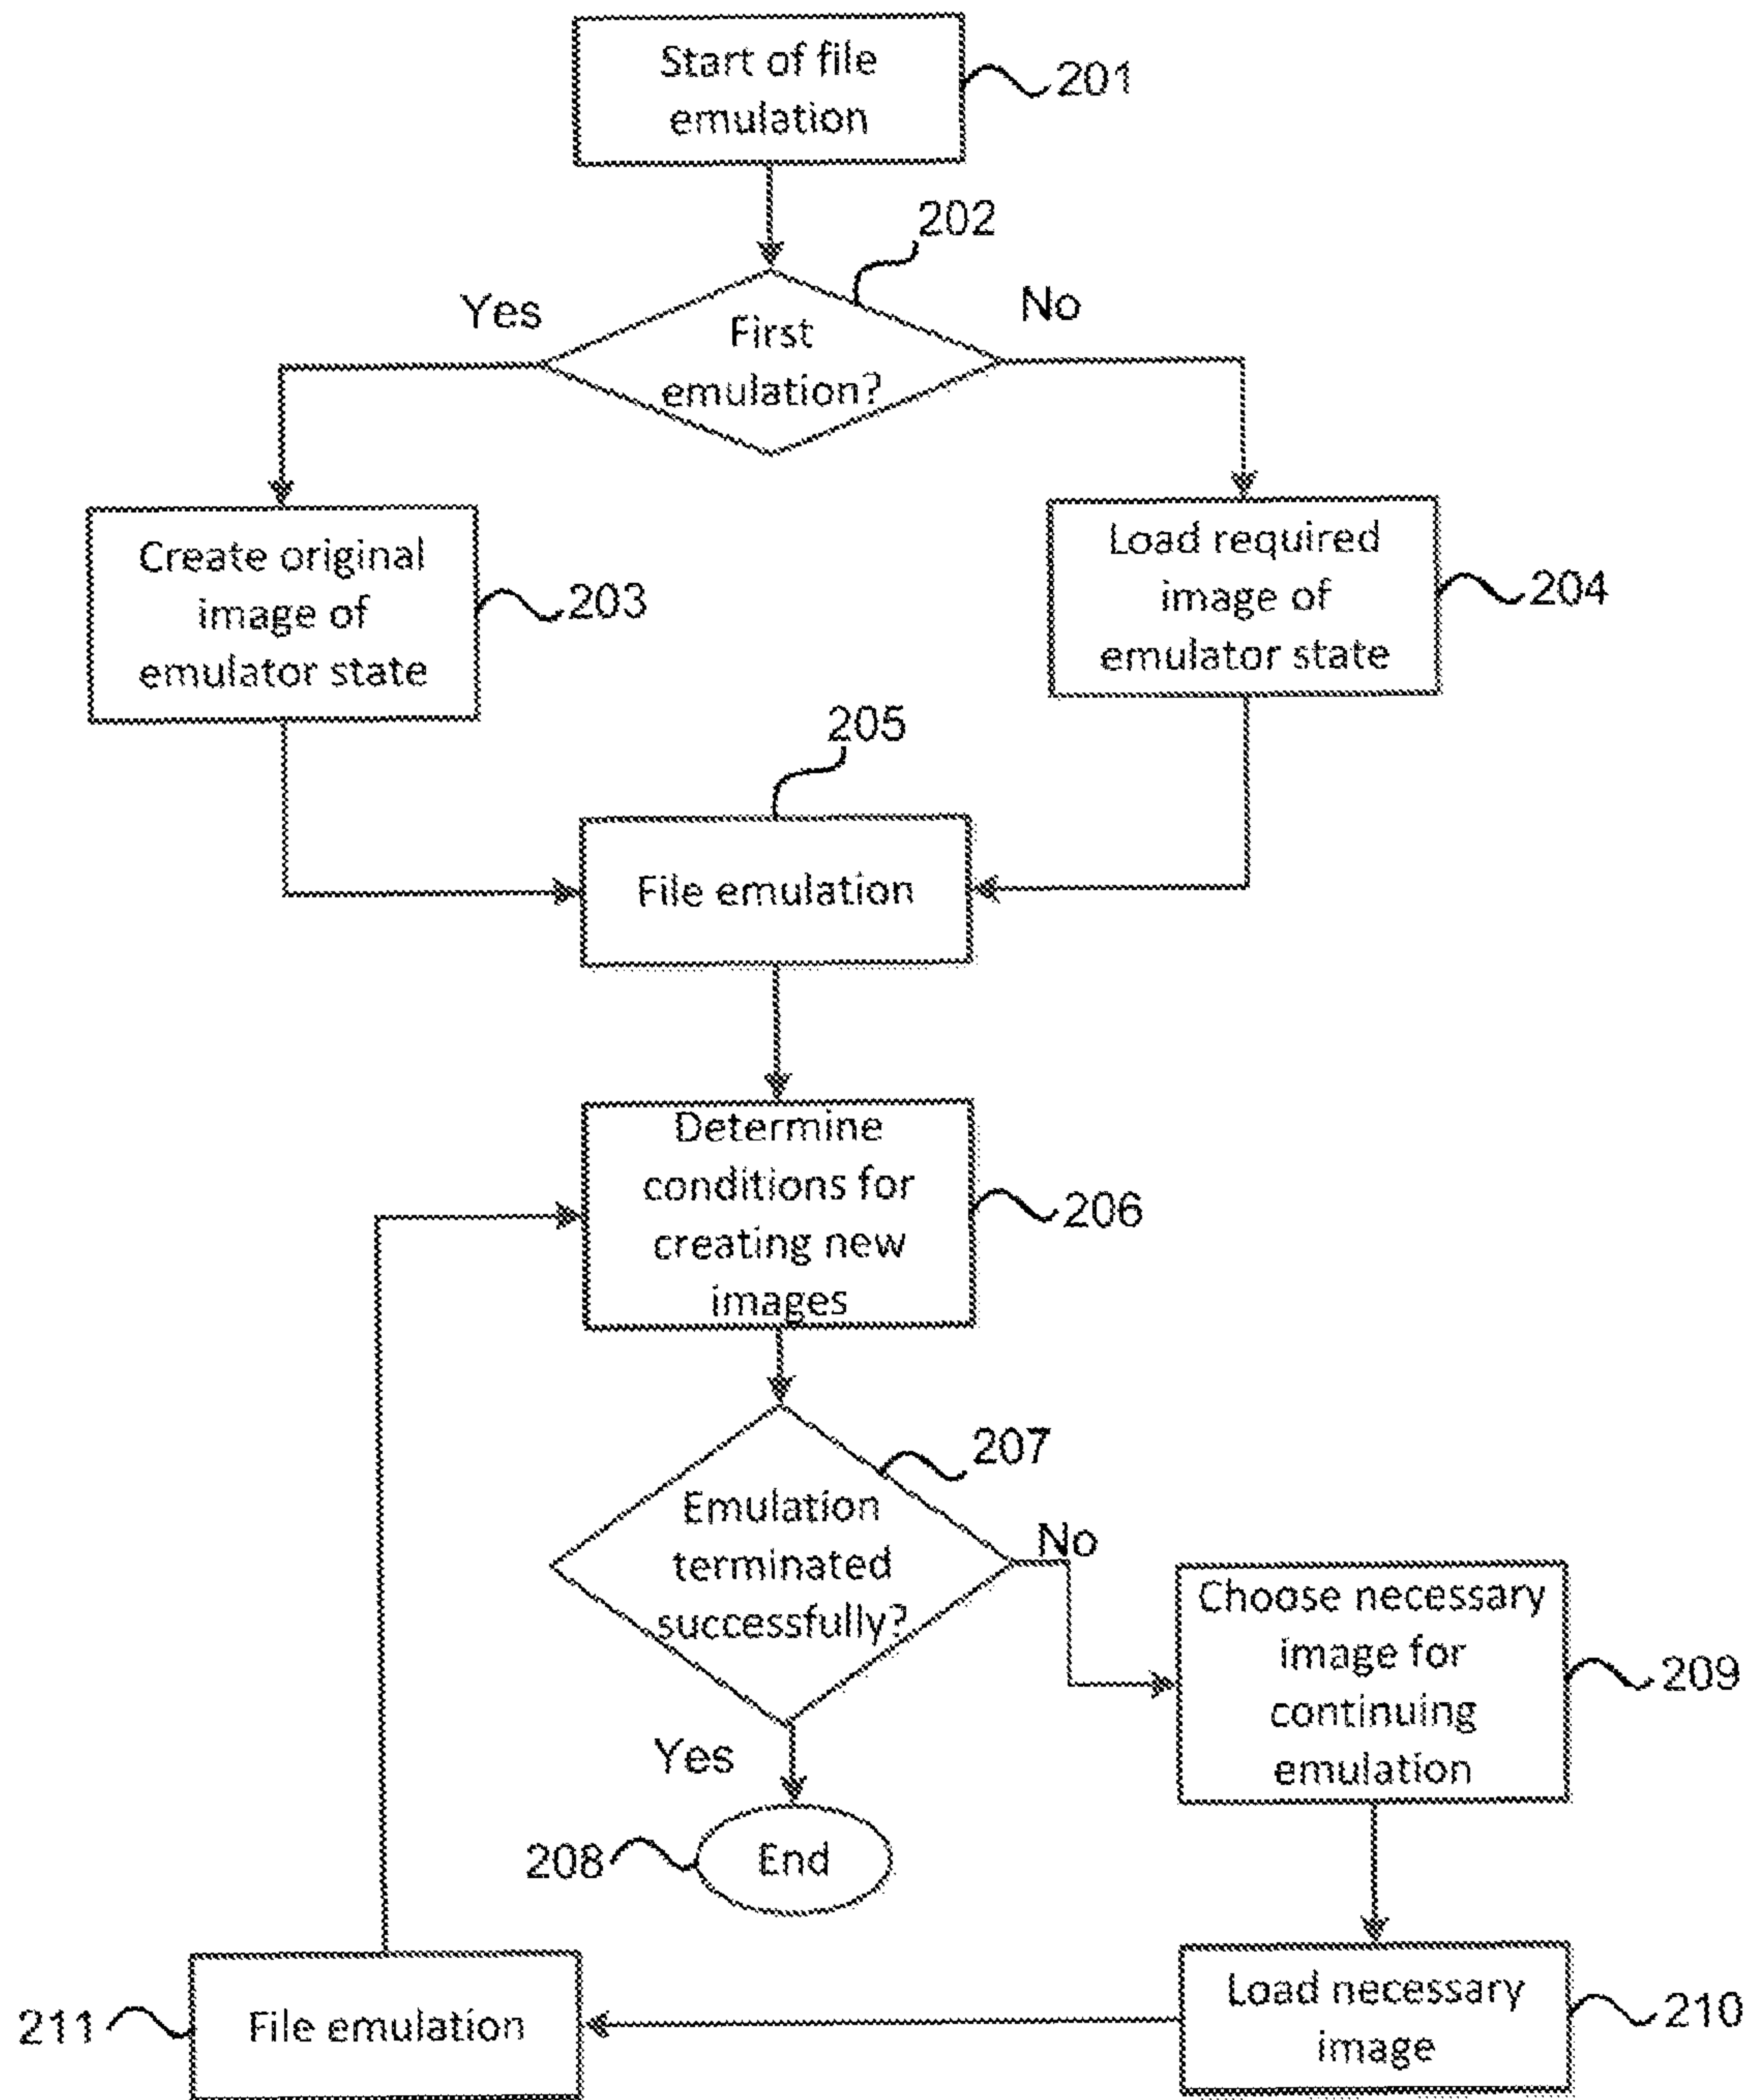 Start of file
emulation
201
202
Yes
No
First
emulation?
Create original
image of
emulator state
203
Load required
image of
emulator state
204
205
File emulation
Determine
conditions for
creating new
images
206
207
Emulation
terminated
successfully?
No
Yes
Choose necessary
image for
continuing
emulation
209
208
End
Load necessary
image
210
211
File emulation